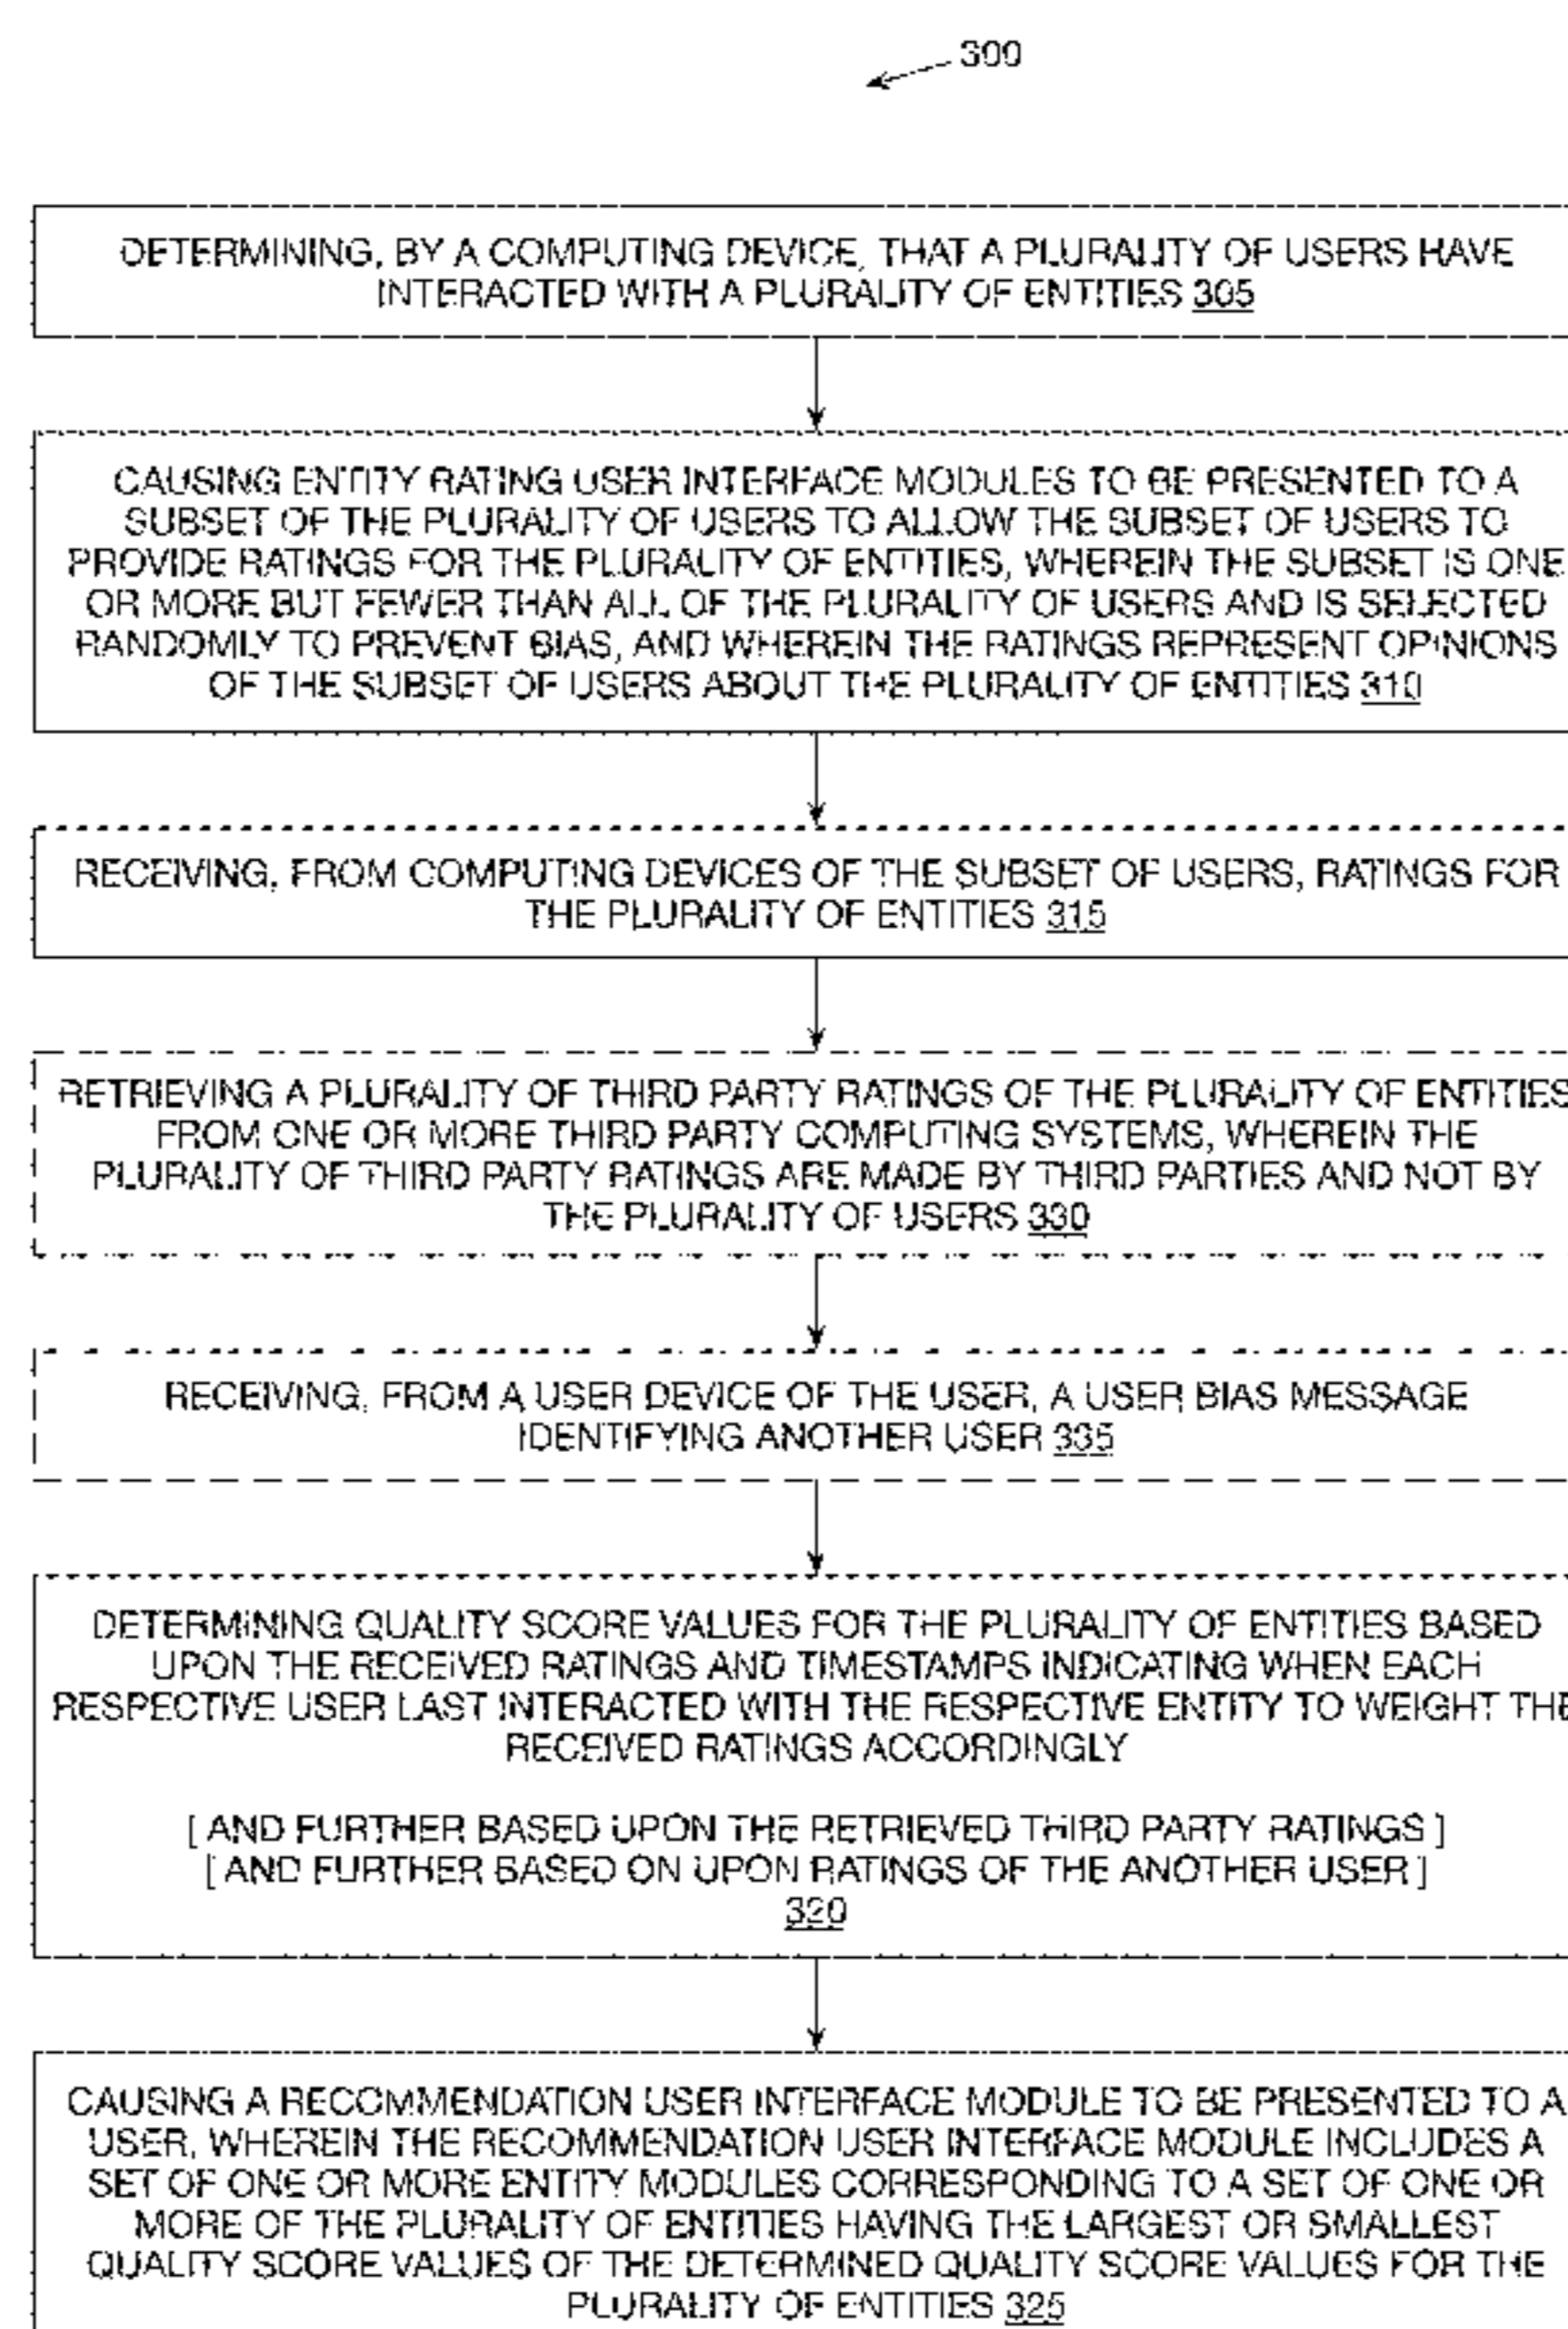 300
DETERMINING, BY A COMPUTING DEVICE, THAT A PLURALITY OF USERS HAVE
INTERACTED WITH A PLURALITY OF ENTITIES 305
CAUSING ENTITY RATING USER INTERFACE MODULES TO BE PRESENTED TO A
SUBSET OF THE PLURALITY OF USERS TO ALLOW THE SUBSET OF USERS TO
PROVIDE RATINGS FOR THE PLURALITY OF ENTITIES, WHEREIN THE SUBSET IS ONE
OR MORE BUT FEWER THAN ALL OF THE PLURALITY OF USERS AND IS SELECTED
RANDOMLY TO PREVENT BIAS, AND WHEREIN THE RATINGS REPRESENT OPINIONS
OF THE SUBSET OF USERS ABOUT THE PLURALITY OF ENTITIES 310
RECEIVING, FROM COMPUTING DEVICES OF THE SUBSET OF USERS, RATINGS FOR
THE PLURALITY OF ENTITIES 315
RETRIEVING A PLURALITY OF THIRD PARTY RATINGS OF THE PLURALITY OF ENTITIES
FROM ONE OR MORE THIRD PARTY COMPUTING SYSTEMS, WHEREIN THE
PLURALITY OF THIRD PARTY RATINGS ARE MADE BY THIRD PARTIES AND NOT BY
THE PLURALITY OF USERS 330
RECEIVING, FROM A USER DEVICE OF THE USER, A USER BIAS MESSAGE
IDENTIFYING ANOTHER USER 335
DETERMINING QUALITY SCORE VALUES FOR THE PLURALITY OF ENTITIES BASED
UPON THE RECEIVED RATINGS AND TIMESTAMPS INDICATING WHEN EACH
RESPECTIVE USER LAST INTERACTED WITH THE RESPECTIVE ENTITY TO WEIGHT THE
RECEIVED RATINGS ACCORDINGLY
[ AND FURTHER BASED UPON THE RETRIEVED THIRD PARTY RATINGS ]
[ AND FURTHER BASED ON UPON RATINGS OF THE ANOTHER USER ]
320
CAUSING A RECOMMENDATION USER INTERFACE MODULE TO BE PRESENTED TO A
USER, WHEREIN THE RECOMMENDATION USER INTERFACE MODULE INCLUDES A
SET OF ONE OR MORE ENTITY MODULES CORRESPONDING TO A SET OF ONE OR
MORE OF THE PLURALITY OF ENTITIES HAVING THE LARGEST OR SMALLEST
QUALITY SCORE VALUES OF THE DETERMINED QUALITY SCORE VALUES FOR THE
PLURALITY OF ENTITIES 325